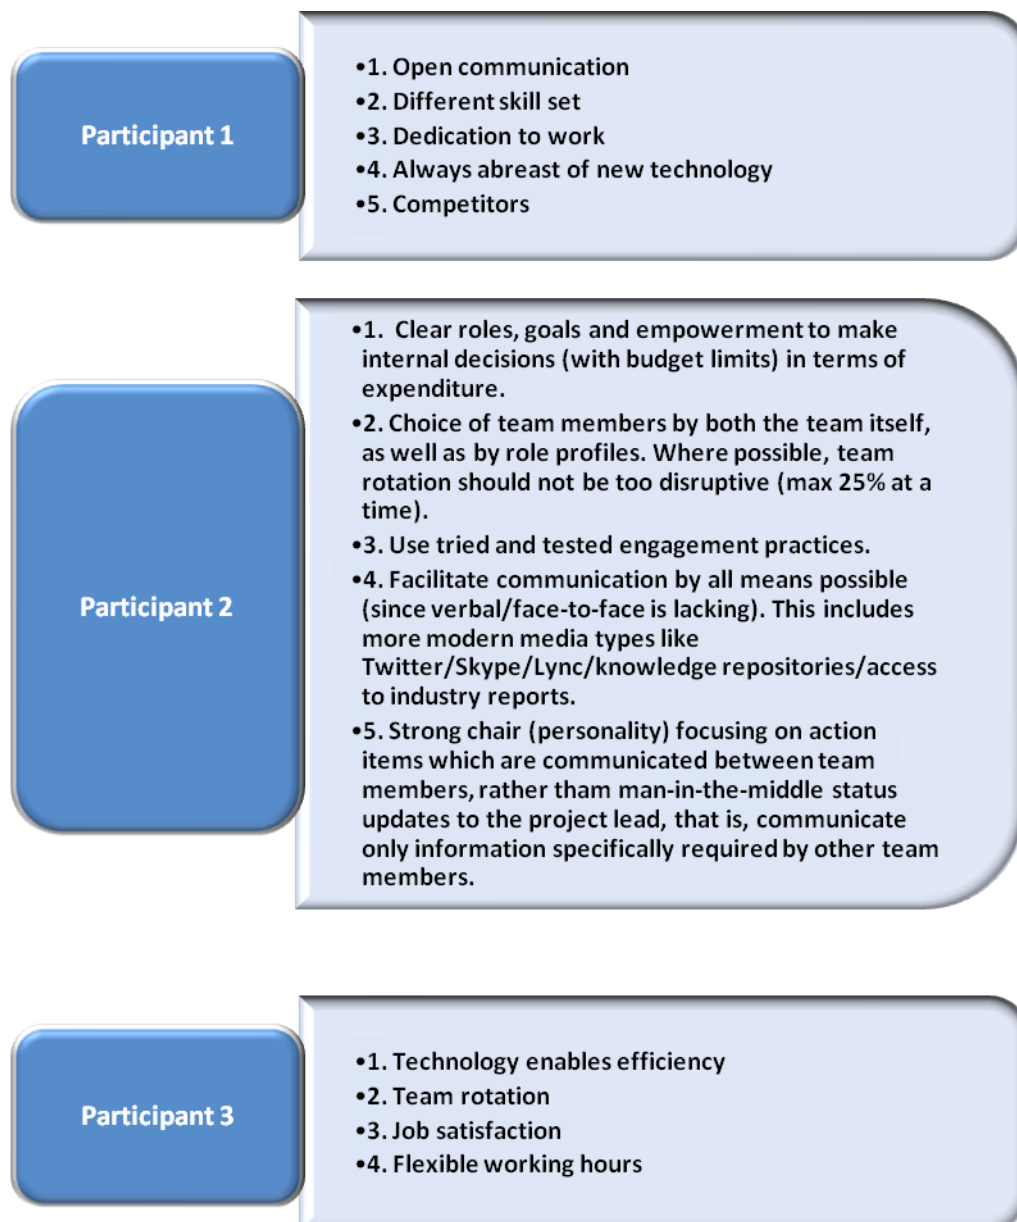 Participant 1
•1. Open communication
•2. Different skill set
•3. Dedication to work
•4. Always abreast of new technology
•5. Competitors
Participant 2
•1. Clear roles, goals and empowerment to make
internal decisions (with budget limits) in terms of
expenditure.
•2. Choice of team members by both the team itself,
as well as by role profiles. Where possible, team
rotation should not be too disruptive (max 25% at a
time).
•3. Use tried and tested engagement practices.
•4. Facilitate communication by all means possible
(since verbal/face-to-face is lacking). This includes
more modern media types like
Twitter/Skype/Lync/knowledge repositories/access
to industry reports.
•5. Strong chair (personality) focusing on action
items which are communicated between team
members, rather tham man-in-the-middle status
updates to the project lead, that is, communicate
only information specifically required by other team
members.
Participant 3
•1. Technology enables efficiency
•2. Team rotation
•3. Job satisfaction
•4. Flexible working hours